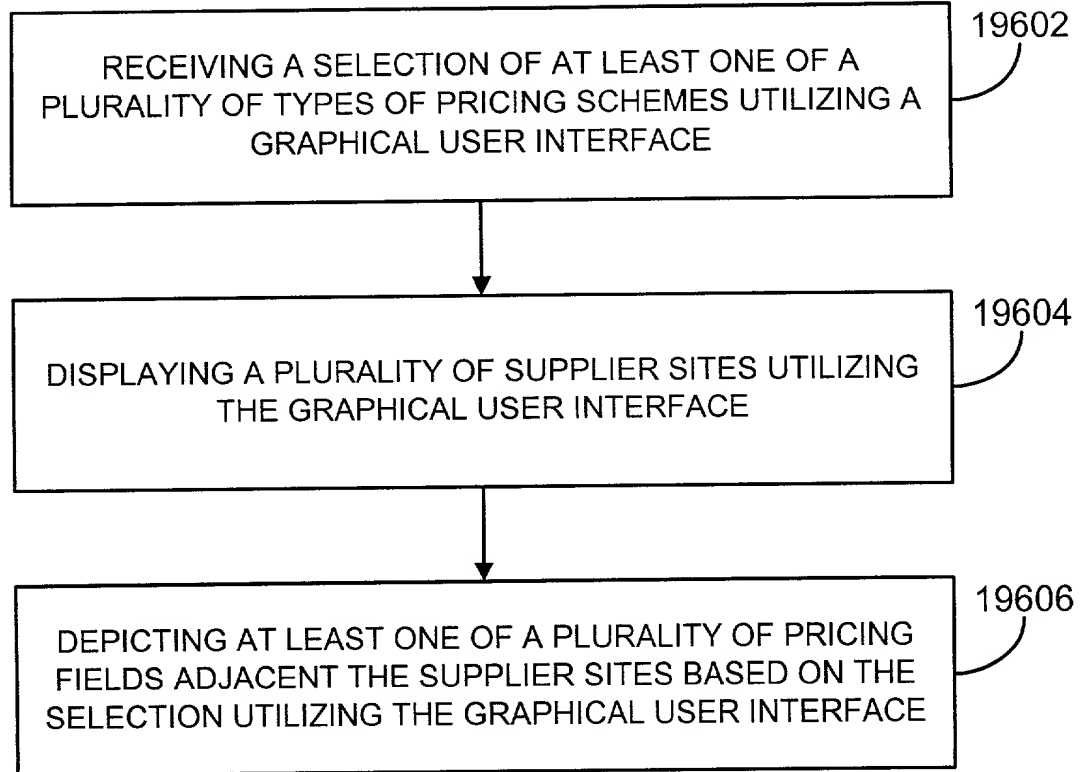 19602
RECEIVING A SELECTION OF AT LEAST ONE OF A
PLURALITY OF TYPES OF PRICING SCHEMES UTILIZING A
GRAPHICAL USER INTERFACE
19604
DISPLAYING A PLURALITY OF SUPPLIER SITES UTILIZING
THE GRAPHICAL USER INTERFACE
19606
DEPICTING AT LEAST ONE OF A PLURALITY OF PRICING
FIELDS ADJACENT THE SUPPLIER SITES BASED ON THE
SELECTION UTILIZING THE GRAPHICAL USER INTERFACE